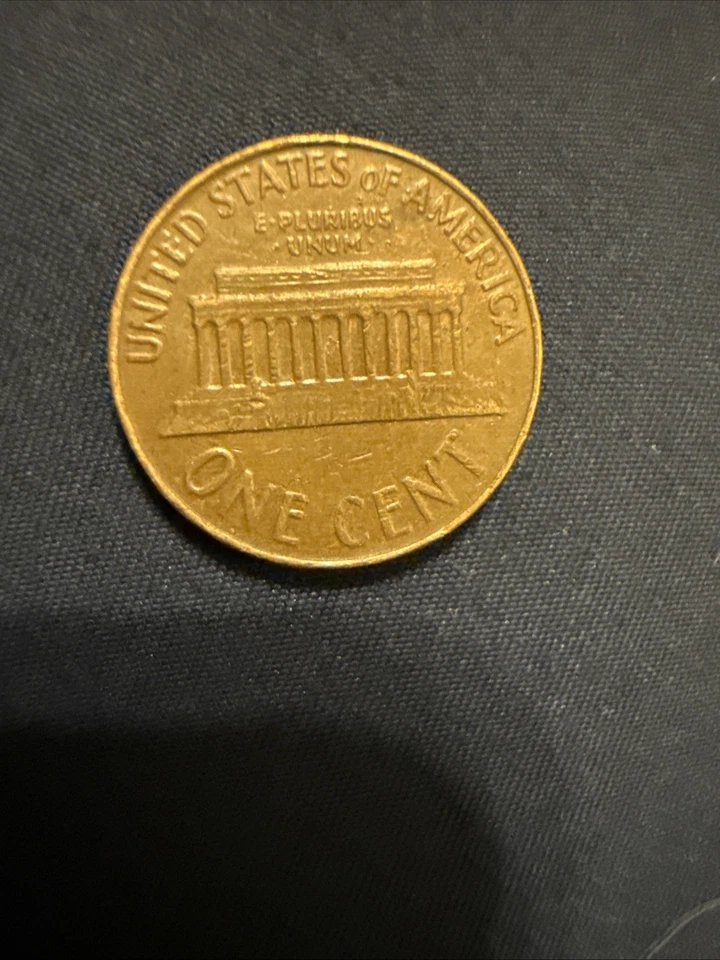 UNITED STATES OF AMERICA
E·PLURIBUS
·UNUM·
ONE CENT